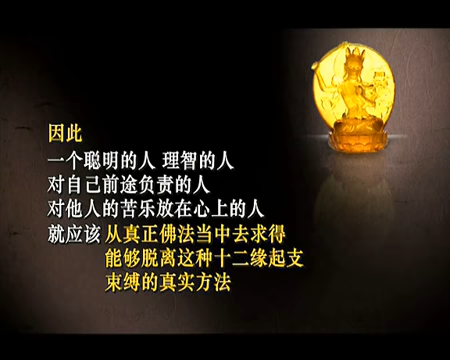 因此
一个聪明的人 理智的人
对自己前途负责的人
对他人的苦乐放在心上的人
就应该 从真正佛法当中去求得
能够脱离这种十二缘起支
束缚的真实方法